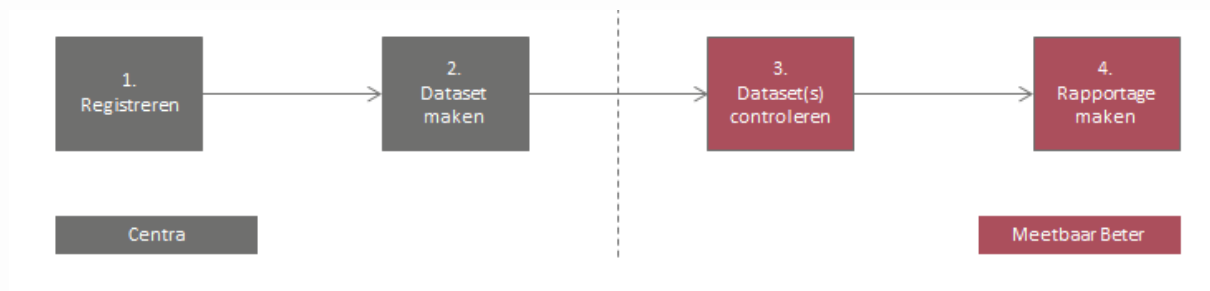 1.
Registreren
2.
Dataset
maken
3.
Dataset(s)
controleren
4.
Rapportage
maken
Centra
Meetbaar Beter